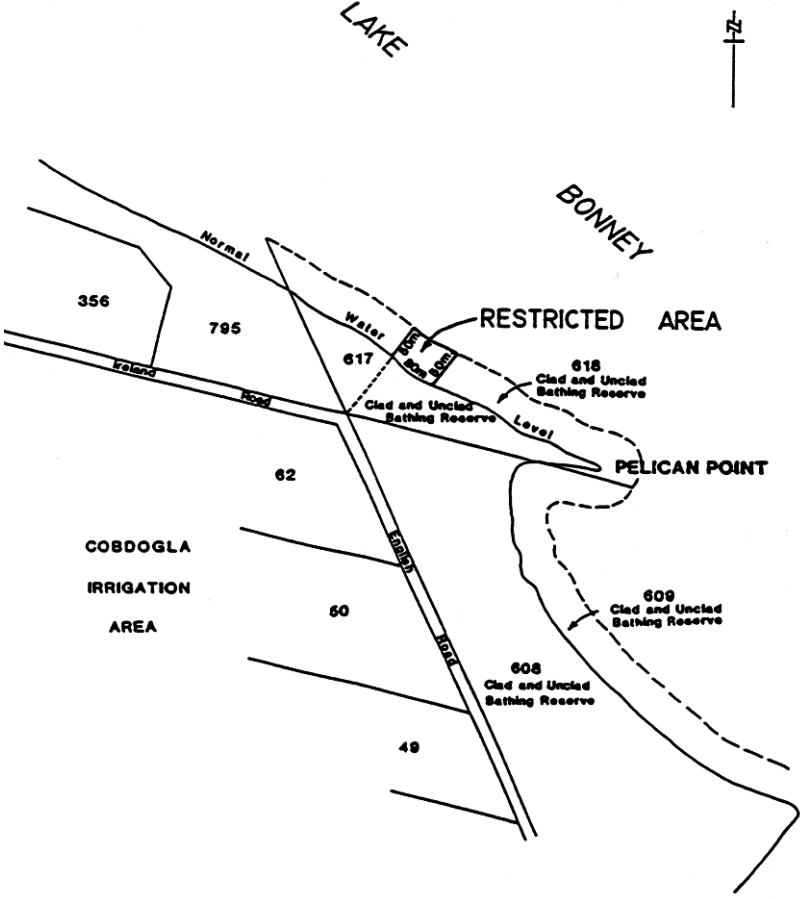 LAKE
N
BONNEY
Normal
356
795
Water
RESTRICTED AREA
617
80m
80m
618
Clad and Unclad
Bathing Reserve
Ireland
Road
Clad and Unclad
Bathing Reserve
Level
PELICAN POINT
62
English
COBDOGLA
IRRIGATION
AREA
609
Clad and Unclad
Bathing Reserve
Road
608
Clad and Unclad
Bathing Reserve
49